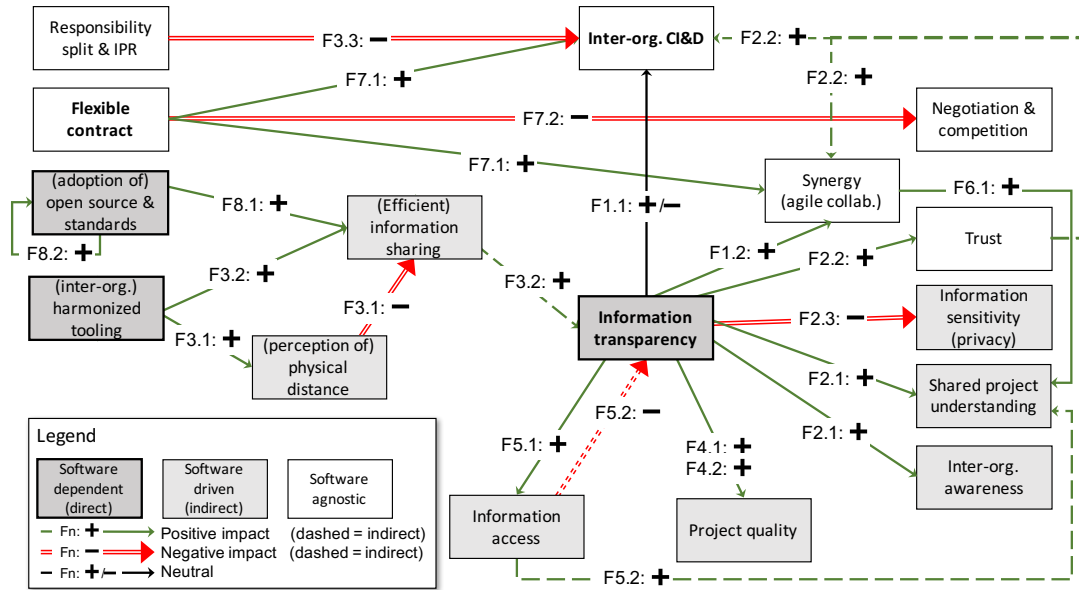 Responsibility
split & IPR
F3.3: −
Inter-org. CI&D
F2.2: +
F7.1: +
F2.2: +
Flexible
contract
F7.2: −
Negotiation &
competition
F7.1: +
Synergy
(agile collab.)
F6.1: +
(adoption of)
open source &
standards
F8.1: +
F8.2: +
(Efficient)
information
sharing
F1.1: +/−
Trust
F1.2: +
F2.2: +
F3.2: +
F3.2: +
(inter-org.)
harmonized
tooling
F3.1: −
F3.1: +
(perception of)
physical
distance
Information
transparency
F2.3: −
Information
sensitivity
(privacy)
F2.1: +
Shared project
understanding
F5.2: −
F2.1: +
F5.1: +
F4.1: +
F4.2: +
Inter-org.
awareness
Information
access
Project quality
F5.2: +
Legend
Software
dependent
(direct)
Software
driven
(indirect)
Software
agnostic
Fn: + Positive impact (dashed = indirect)
Fn: − Negative impact (dashed = indirect)
Fn: +/− Neutral